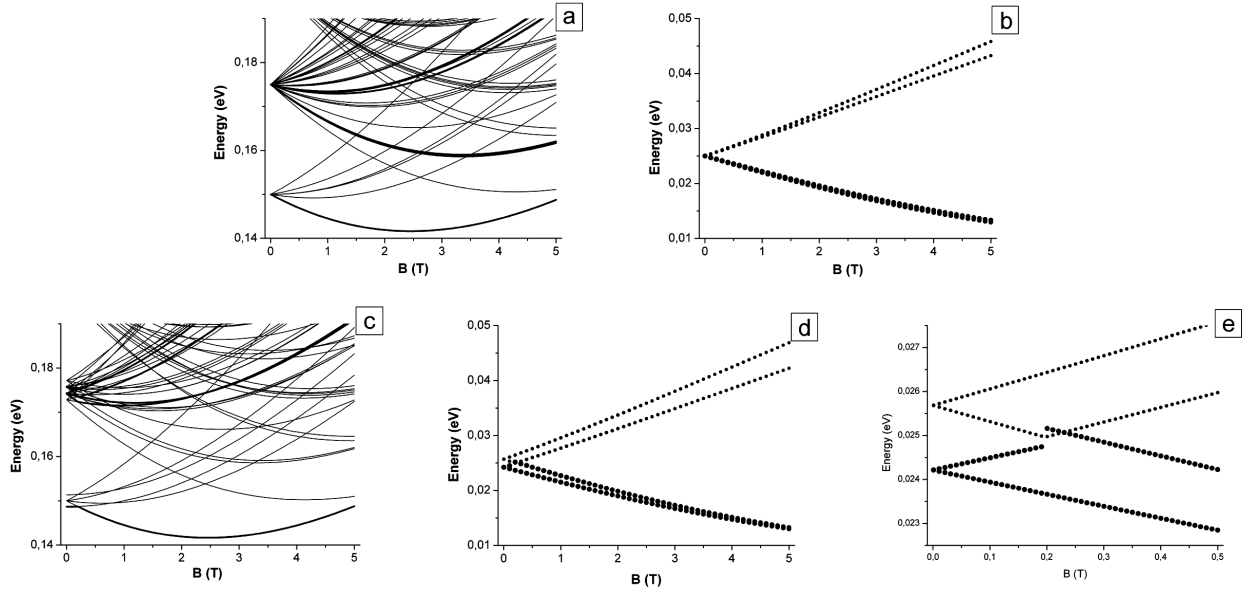 a
0,18
0,16
0,14
Energy (eV)
0 1 2 3 4 5
B (T)
b
0,05
0,04
0,03
0,02
0,01
Energy (eV)
0 1 2 3 4 5
B (T)
c
0,18
0,16
0,14
Energy (eV)
0 1 2 3 4 5
B (T)
d
0,05
0,04
0,03
0,02
0,01
Energy (eV)
0 1 2 3 4 5
B (T)
e
0,027
0,026
0,025
0,024
0,023
Energy (eV)
0,0 0,1 0,2 0,3 0,4 0,5
B (T)